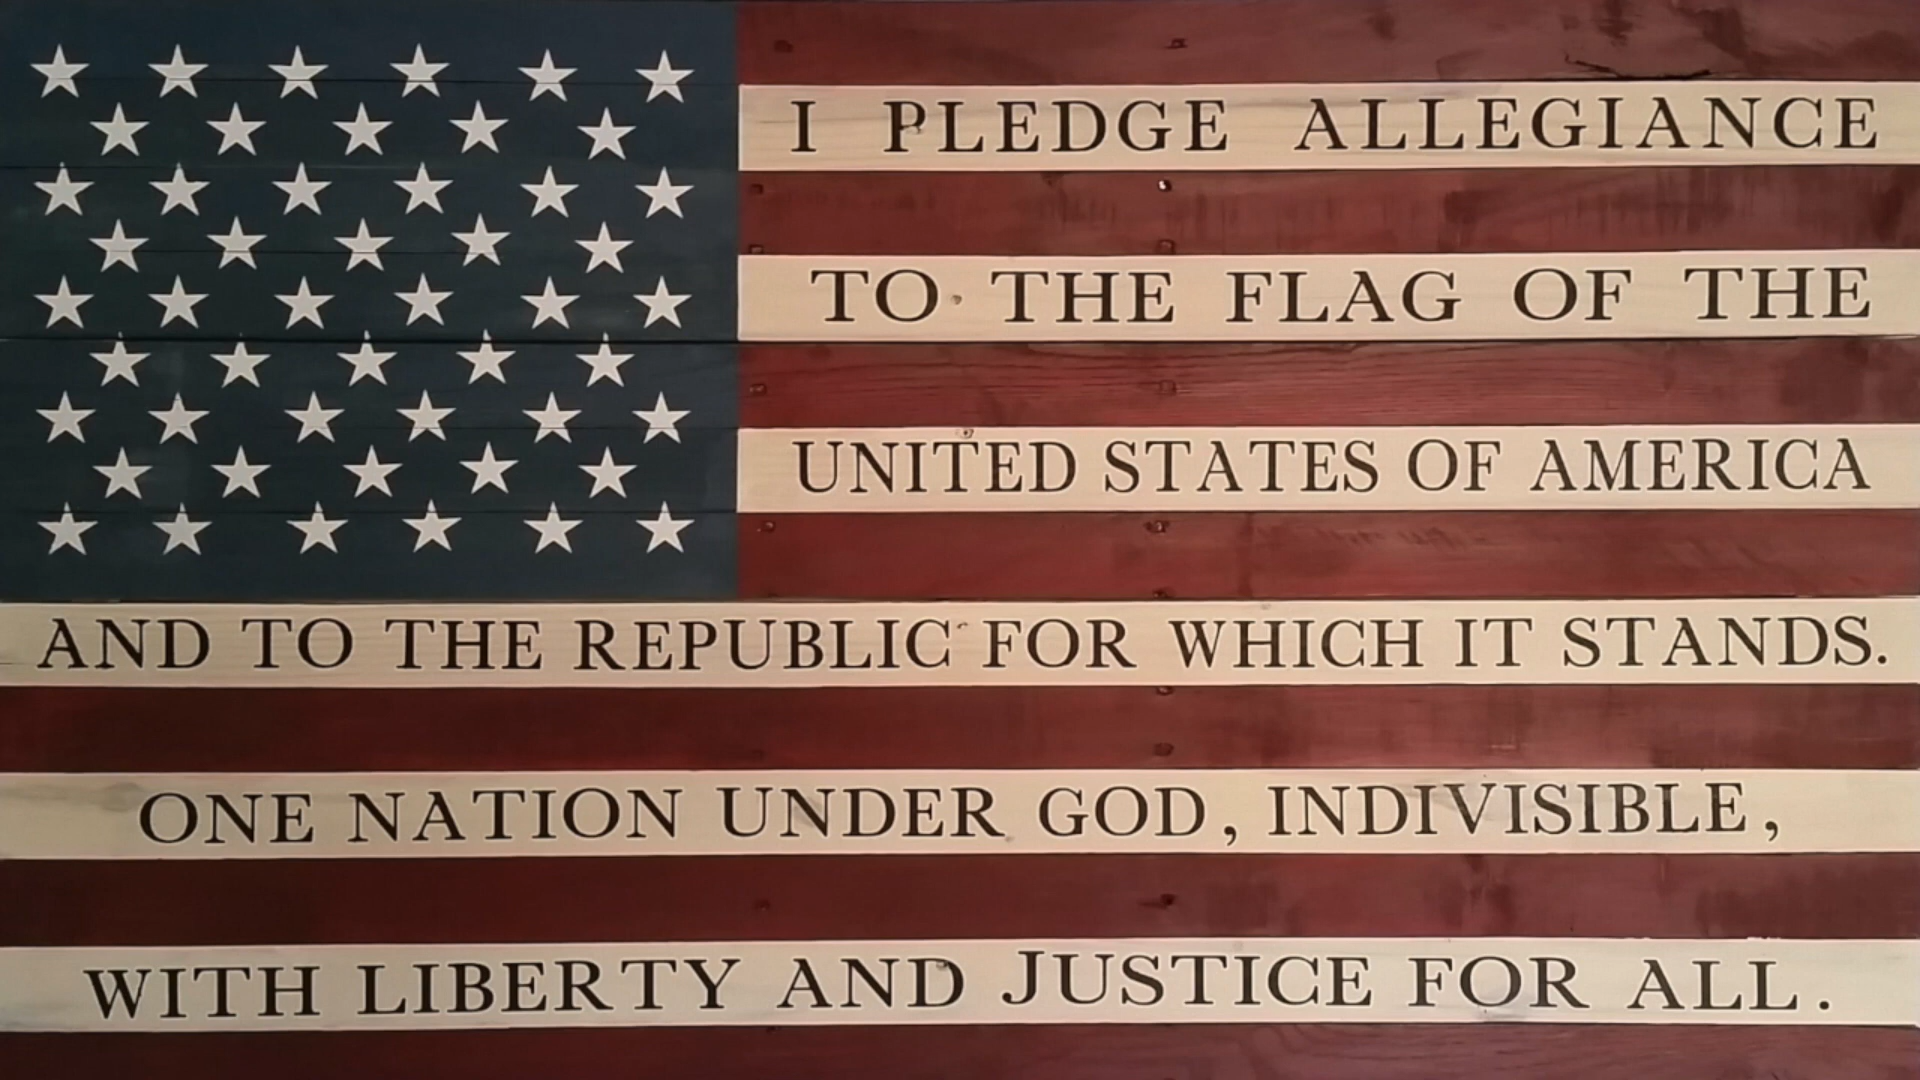 I PLEDGE ALLEGIANCE
TO THE FLAG OF THE
UNITED STATES OF AMERICA
AND TO THE REPUBLIC FOR WHICH IT STANDS.
ONE NATION UNDER GOD, INDIVISIBLE,
WITH LIBERTY AND JUSTICE FOR ALL.